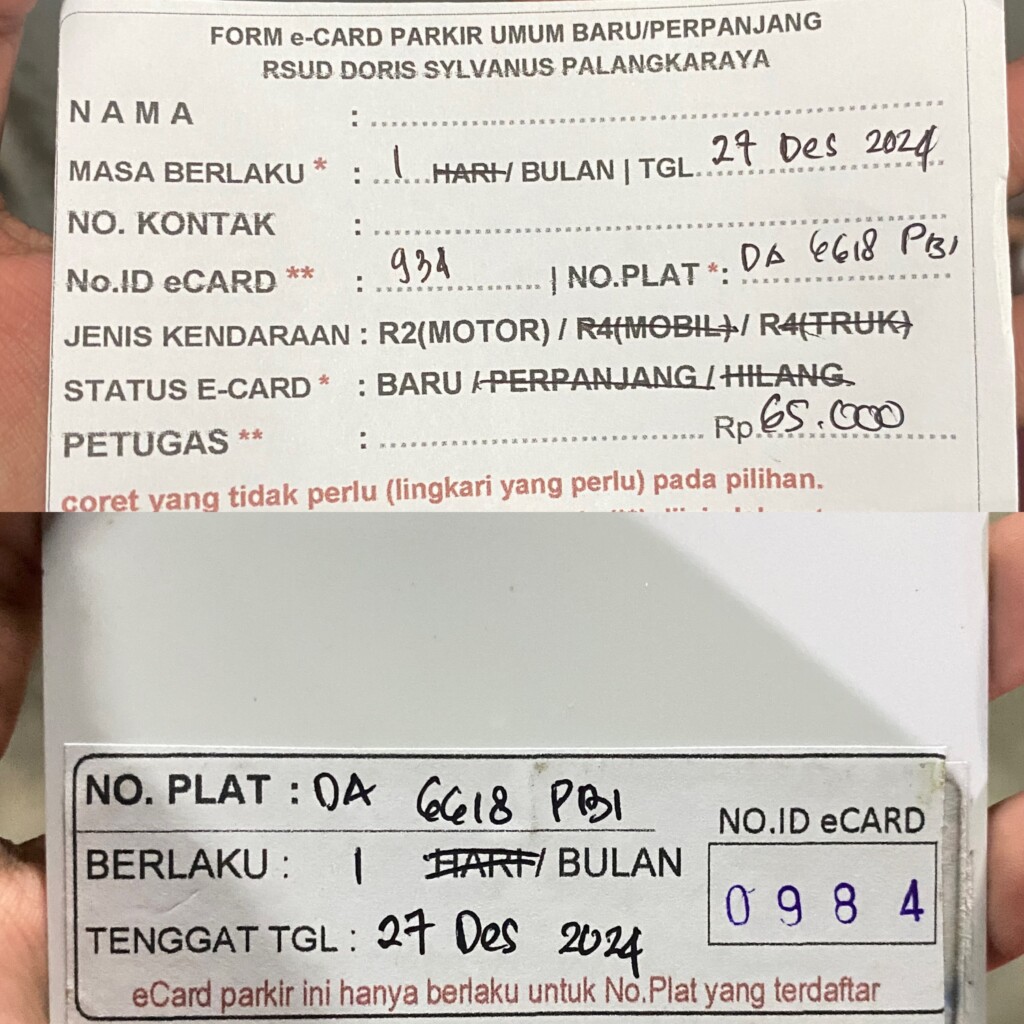 FORM e-CARD PARKIR UMUM BARU/PERPANJANG
RSUD DORIS SYLVANUS PALANGKARAYA
N A M A :
MASA BERLAKU * : 1 HARI / BULAN | TGL. 27 Des 2024
NO. KONTAK :
No.ID eCARD ** : 934 | NO.PLAT *: DA 6618 PBI
JENIS KENDARAAN : R2(MOTOR) / R4(MOBIL) / R4(TRUK)
STATUS E-CARD * : BARU / PERPANJANG / HILANG.
PETUGAS ** : Rp. 65.000
coret yang tidak perlu (lingkari yang perlu) pada pilihan.
NO. PLAT : DA 6618 PBI
NO.ID eCARD
BERLAKU : 1 HARI / BULAN
0984
TENGGAT TGL : 27 Des 2024
eCard parkir ini hanya berlaku untuk No.Plat yang terdaftar